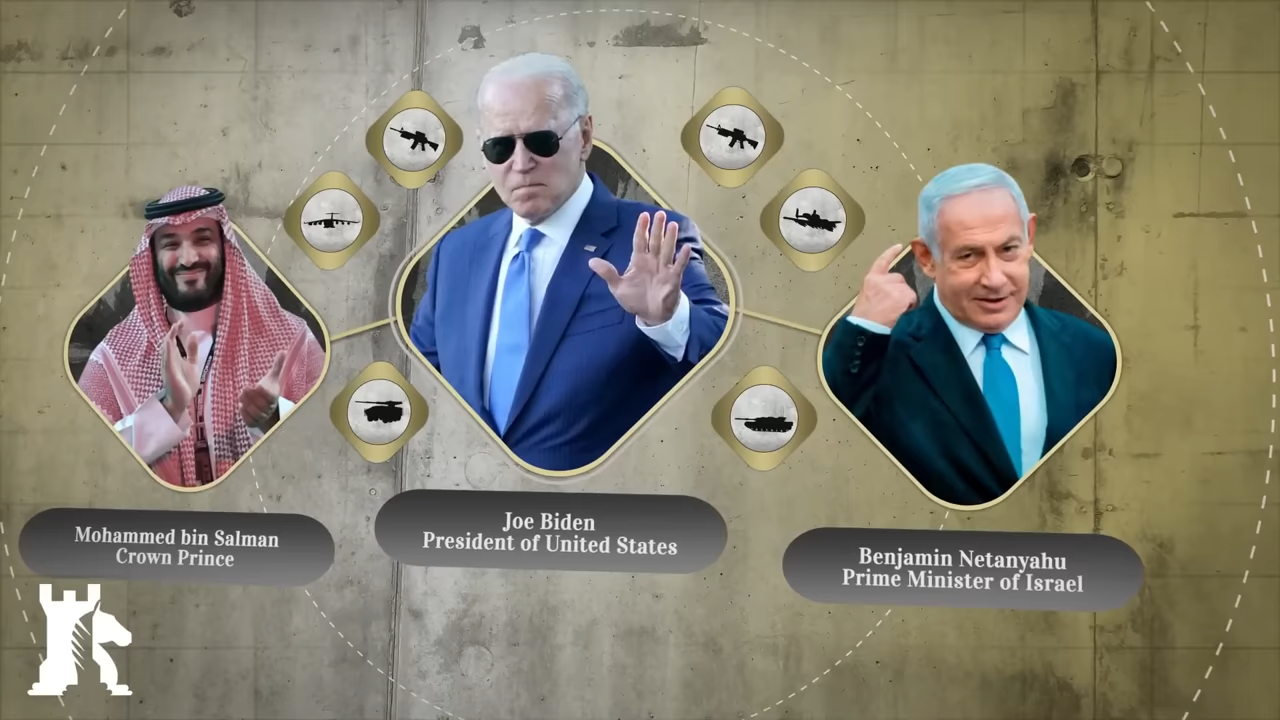 Mohammed bin Salman
Crown Prince
Joe Biden
President of United States
Benjamin Netanyahu
Prime Minister of Israel